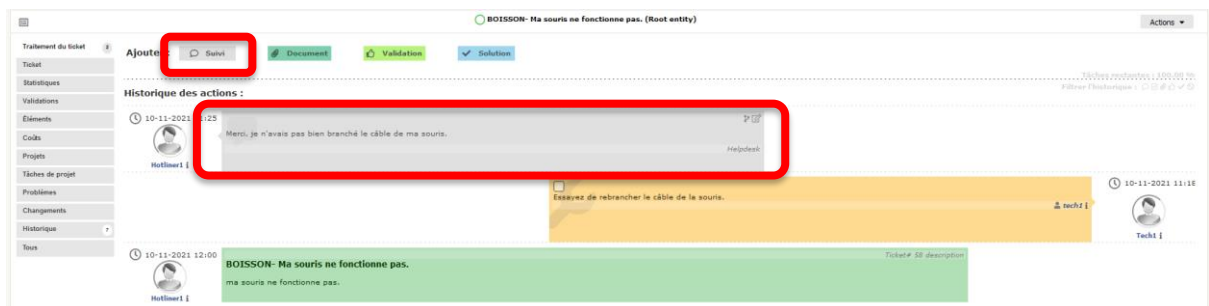 BOISSON- Ma souris ne fonctionne pas. (Root entity)
Actions
Traitement du ticket
Ticket
Statistiques
Validations
Éléments
Coûts
Projets
Tâches de projet
Problèmes
Changements
Historique
Tous
Suivi
Document
Validation
Solution
Historique des actions :
10-11-2021
Merci, je n'avais pas bien branché le câble de ma souris.
Helpdesk
Hotliner1
10-11-2021 11:18
Essayez de rebrancher le câble de la souris.
tech1
Tech1
10-11-2021 12:00
Ticket# 58 description
BOISSON- Ma souris ne fonctionne pas.
ma souris ne fonctionne pas.
Hotliner1